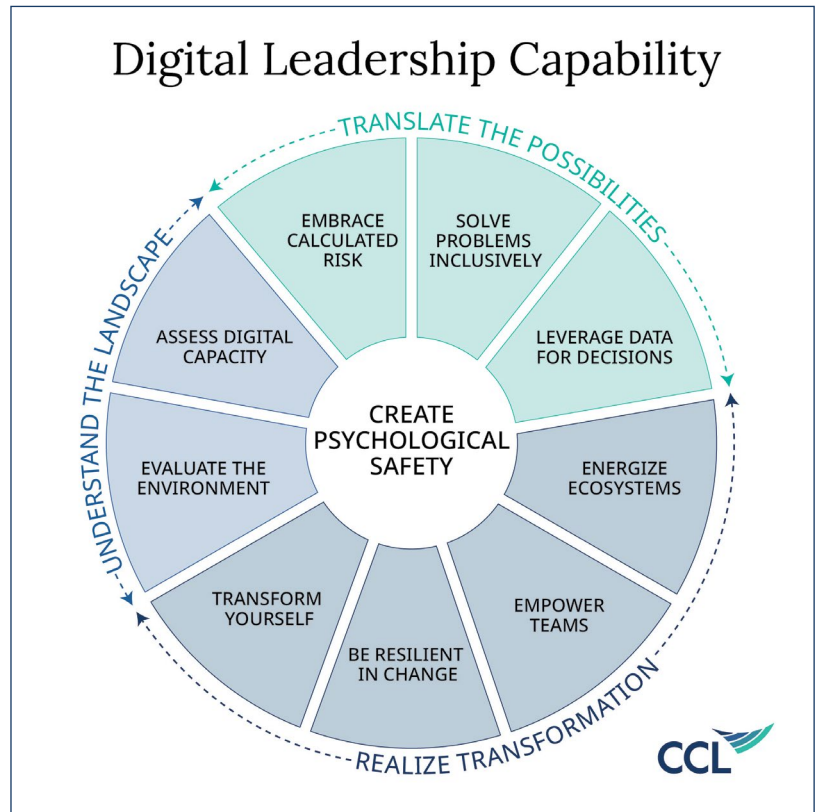 Digital Leadership Capability
TRANSLATE THE POSSIBILITIES
EMBRACE
CALCULATED
RISK
SOLVE
PROBLEMS
INCLUSIVELY
LEVERAGE DATA
FOR DECISIONS
UNDERSTAND THE LANDSCAPE
ASSESS DIGITAL
CAPACITY
EVALUATE THE
ENVIRONMENT
CREATE
PSYCHOLOGICAL
SAFETY
ENERGIZE
ECOSYSTEMS
EMPOWER
TEAMS
BE RESILIENT
IN CHANGE
TRANSFORM
YOURSELF
REALIZE TRANSFORMATION
CCL